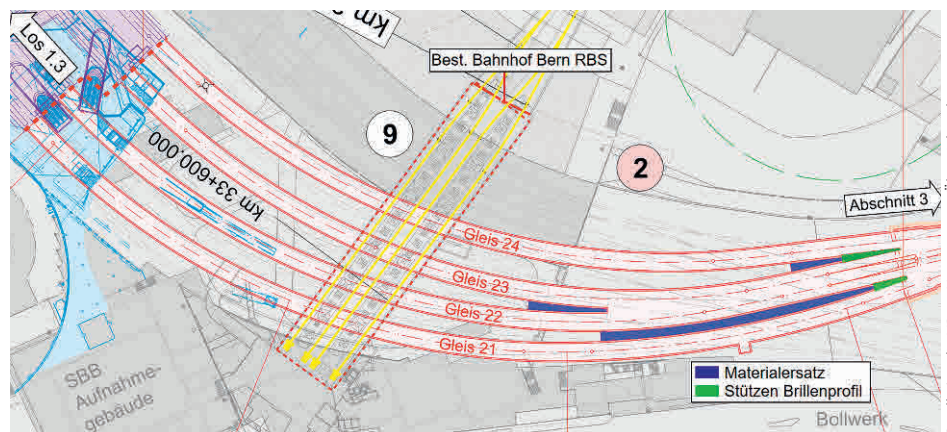 Los 1.3
km 3
Best. Bahnhof Bern RBS
9
km 33+600.000
2
Abschnitt 3
Gleis 24
Gleis 23
Gleis 22
Gleis 21
SBB
Aufnahme-
gebäude
Materialersatz
Stützen Brillenprofil
Bollwerk